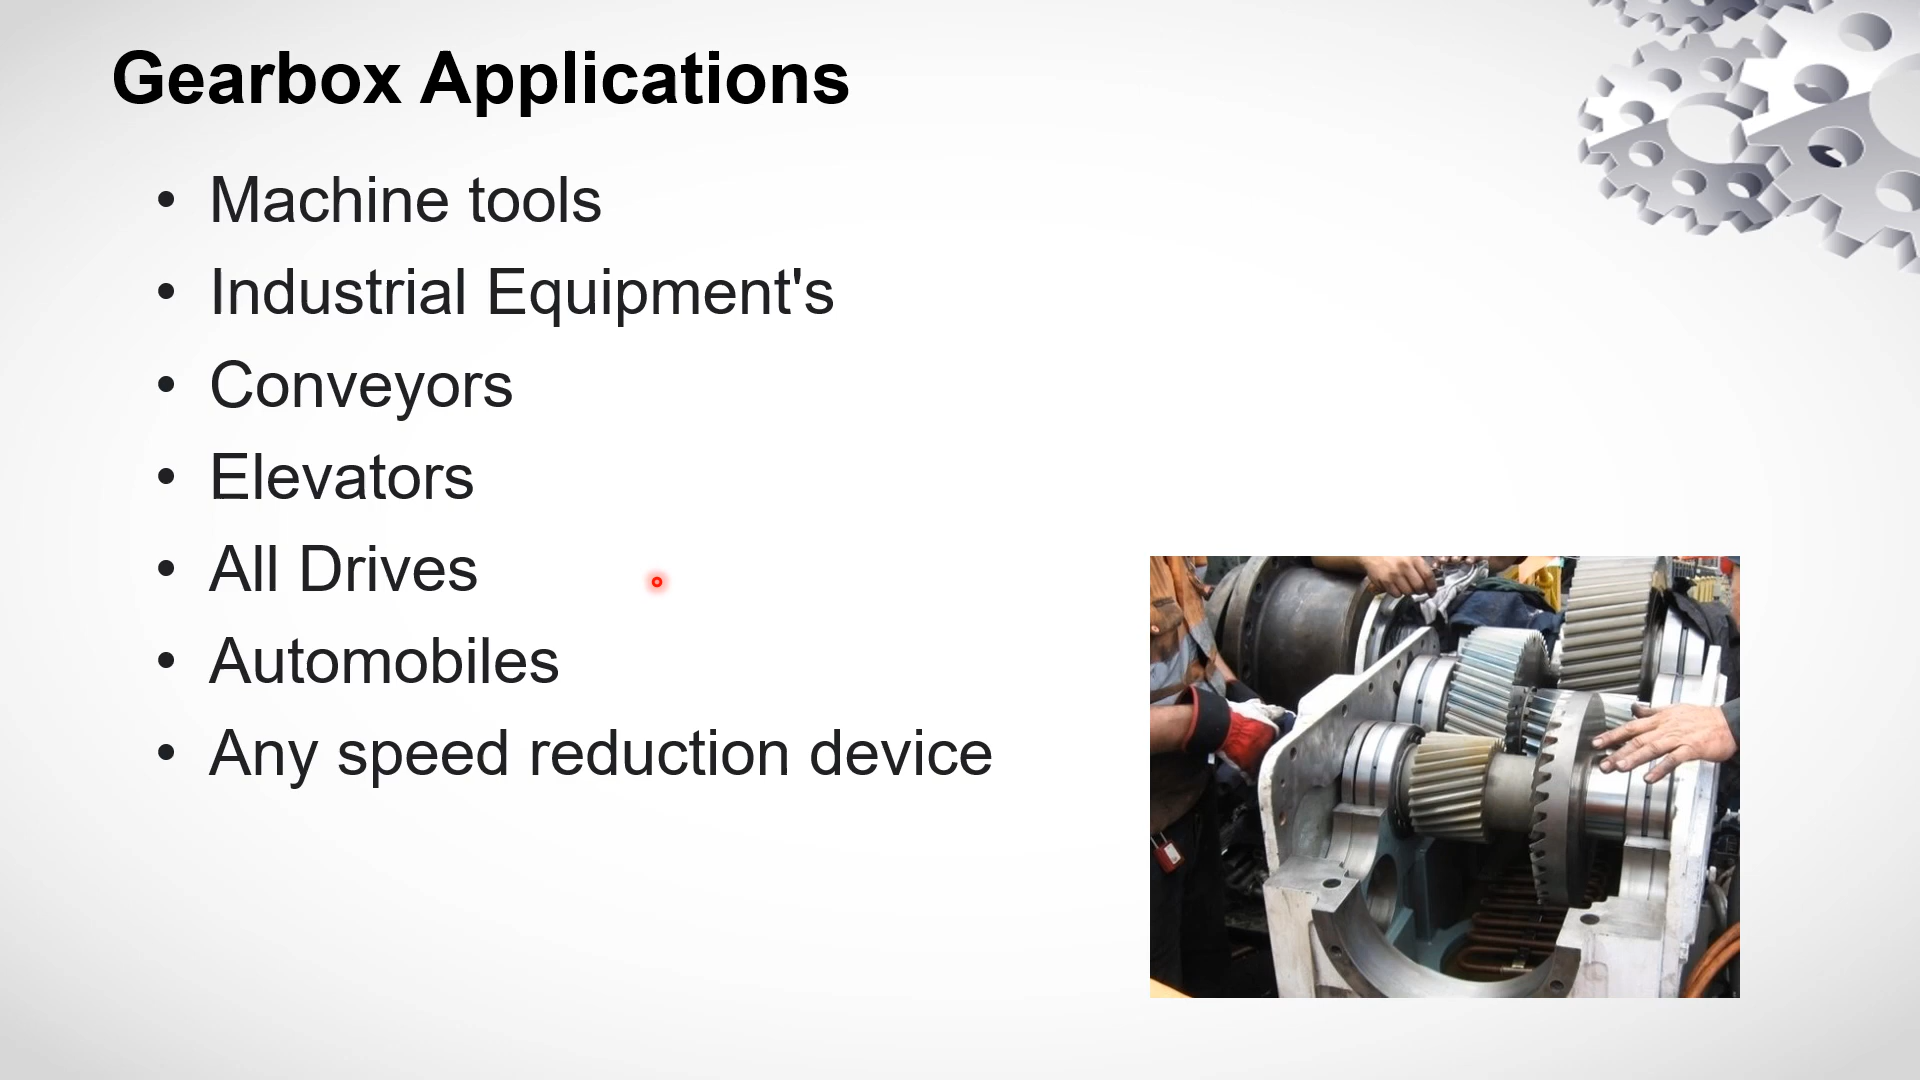 Gearbox Applications
• Machine tools
• Industrial Equipment's
• Conveyors
• Elevators
• All Drives
• Automobiles
• Any speed reduction device